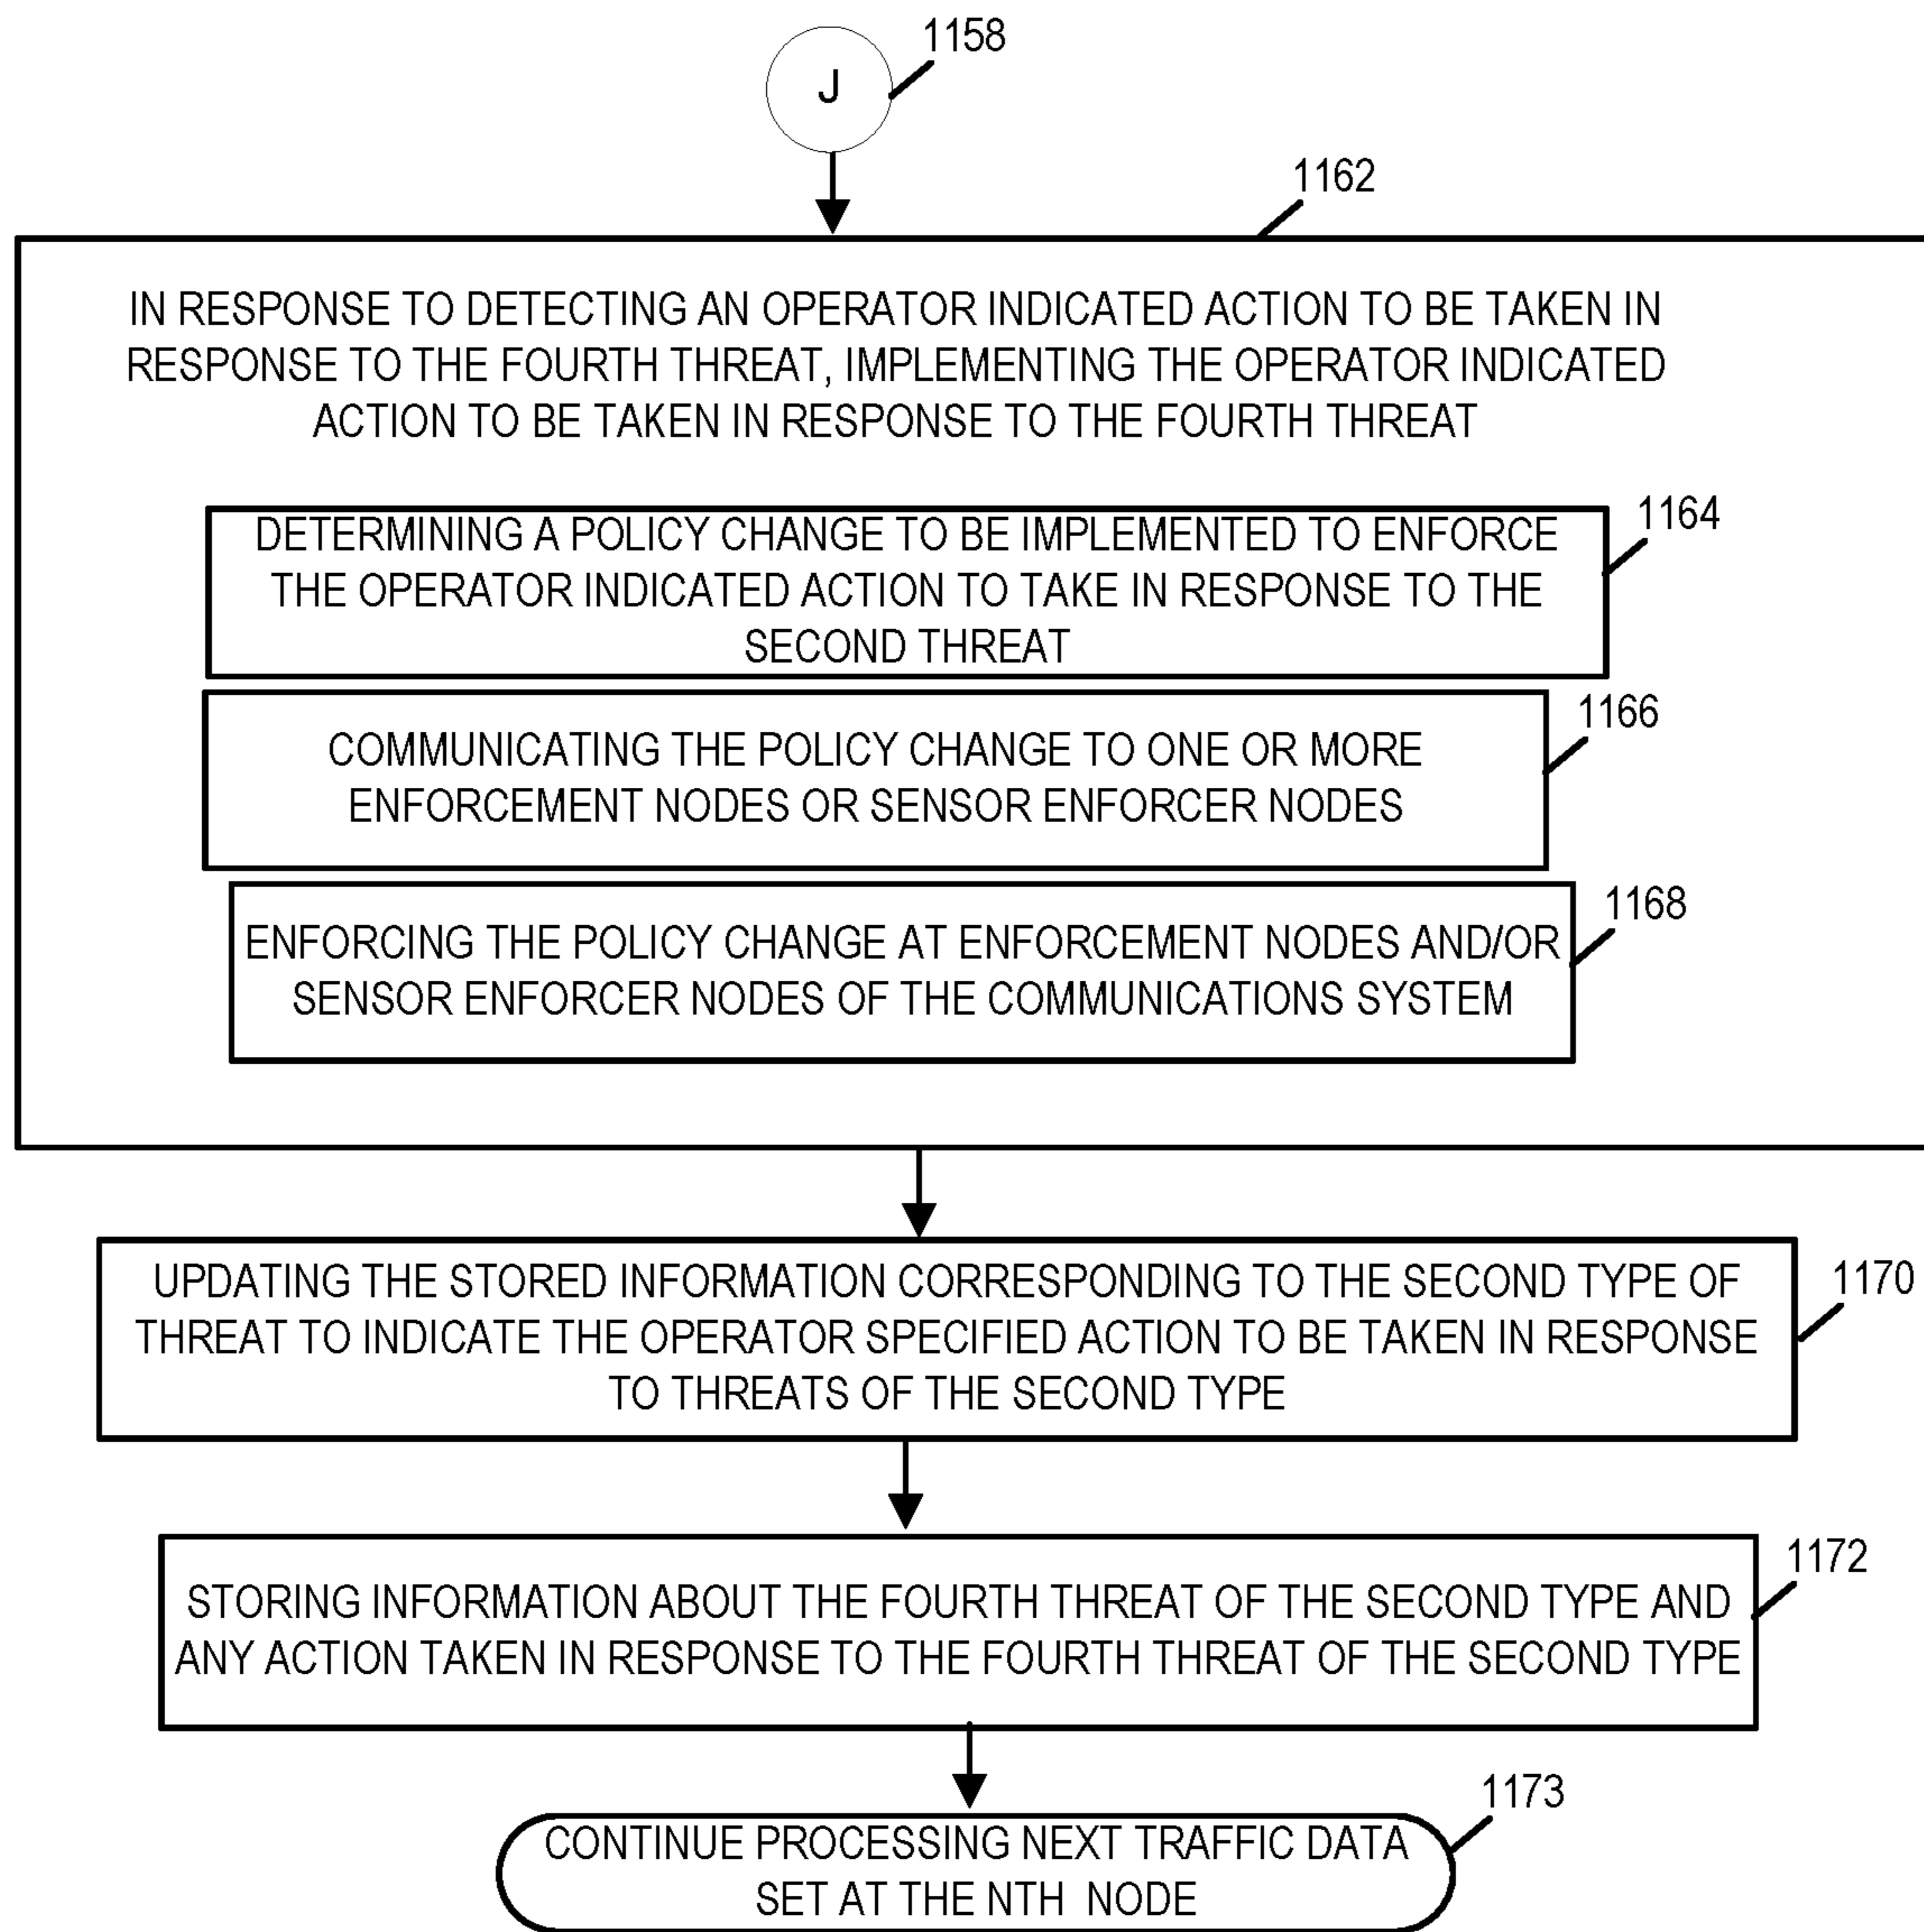 J
1158
1162
IN RESPONSE TO DETECTING AN OPERATOR INDICATED ACTION TO BE TAKEN IN
RESPONSE TO THE FOURTH THREAT, IMPLEMENTING THE OPERATOR INDICATED
ACTION TO BE TAKEN IN RESPONSE TO THE FOURTH THREAT
1164
DETERMINING A POLICY CHANGE TO BE IMPLEMENTED TO ENFORCE
THE OPERATOR INDICATED ACTION TO TAKE IN RESPONSE TO THE
SECOND THREAT
1166
COMMUNICATING THE POLICY CHANGE TO ONE OR MORE
ENFORCEMENT NODES OR SENSOR ENFORCER NODES
1168
ENFORCING THE POLICY CHANGE AT ENFORCEMENT NODES AND/OR
SENSOR ENFORCER NODES OF THE COMMUNICATIONS SYSTEM
1170
UPDATING THE STORED INFORMATION CORRESPONDING TO THE SECOND TYPE OF
THREAT TO INDICATE THE OPERATOR SPECIFIED ACTION TO BE TAKEN IN RESPONSE
TO THREATS OF THE SECOND TYPE
1172
STORING INFORMATION ABOUT THE FOURTH THREAT OF THE SECOND TYPE AND
ANY ACTION TAKEN IN RESPONSE TO THE FOURTH THREAT OF THE SECOND TYPE
1173
CONTINUE PROCESSING NEXT TRAFFIC DATA
SET AT THE NTH NODE